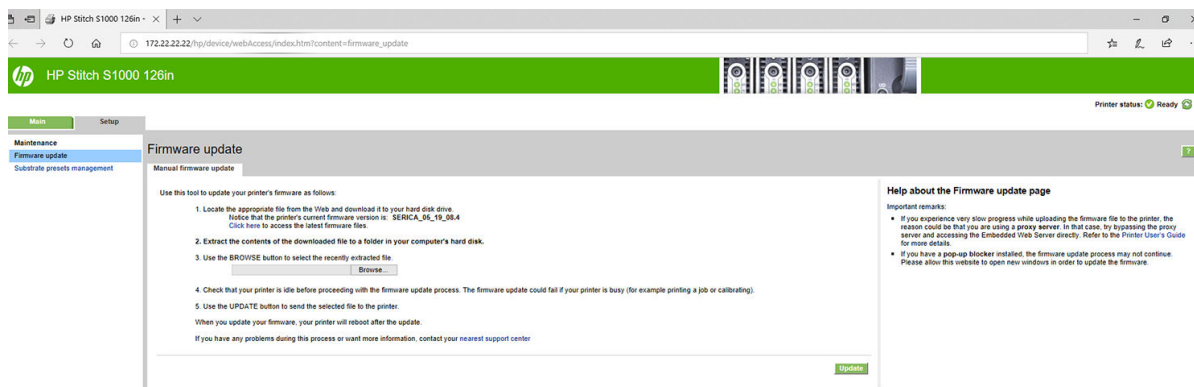 HP Stitch S1000 126in -
172.22.22.22/hp/device/webAccess/index.htm?content=firmware_update
hp HP Stitch S1000 126in
Printer status: Ready
Main Setup
Maintenance
Firmware update
Substrate presets management
Firmware update
?
Manual firmware update
Use this tool to update your printer's firmware as follows:
1. Locate the appropriate file from the Web and download it to your hard disk drive.
Notice that the printer's current firmware version is: SERICA_05_19_08.4
Click here to access the latest firmware files.
2. Extract the contents of the downloaded file to a folder in your computer's hard disk.
3. Use the BROWSE button to select the recently extracted file.
Browse...
4. Check that your printer is idle before proceeding with the firmware update process. The firmware update could fail if your printer is busy (for example printing a job or calibrating).
5. Use the UPDATE button to send the selected file to the printer.
When you update your firmware, your printer will reboot after the update.
If you have any problems during this process or want more information, contact your nearest support center
Update
Help about the Firmware update page
Important remarks:
If you experience very slow progress while uploading the firmware file to the printer, the
reason could be that you are using a proxy server. In that case, try bypassing the proxy
server and accessing the Embedded Web Server directly. Refer to the Printer User's Guide
for more details.
If you have a pop-up blocker installed, the firmware update process may not continue.
Please allow this website to open new windows in order to update the firmware.